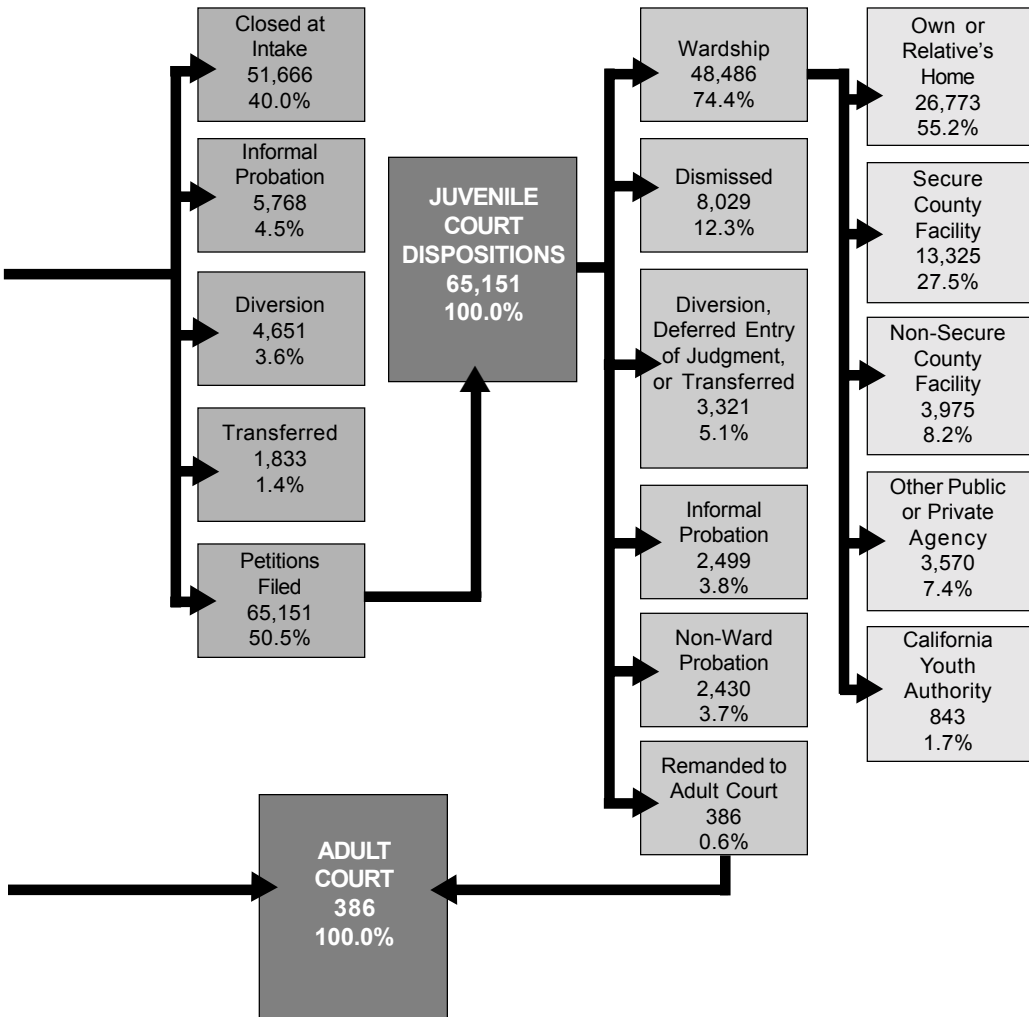 Closed at
Intake
51,666
40.0%
Informal
Probation
5,768
4.5%
Diversion
4,651
3.6%
Transferred
1,833
1.4%
Petitions
Filed
65,151
50.5%
JUVENILE
COURT
DISPOSITIONS
65,151
100.0%
Wardship
48,486
74.4%
Dismissed
8,029
12.3%
Diversion,
Deferred Entry
of Judgment,
or Transferred
3,321
5.1%
Informal
Probation
2,499
3.8%
Non-Ward
Probation
2,430
3.7%
Remanded to
Adult Court
386
0.6%
Own or
Relative's
Home
26,773
55.2%
Secure
County
Facility
13,325
27.5%
Non-Secure
County
Facility
3,975
8.2%
Other Public
or Private
Agency
3,570
7.4%
California
Youth
Authority
843
1.7%
ADULT
COURT
386
100.0%